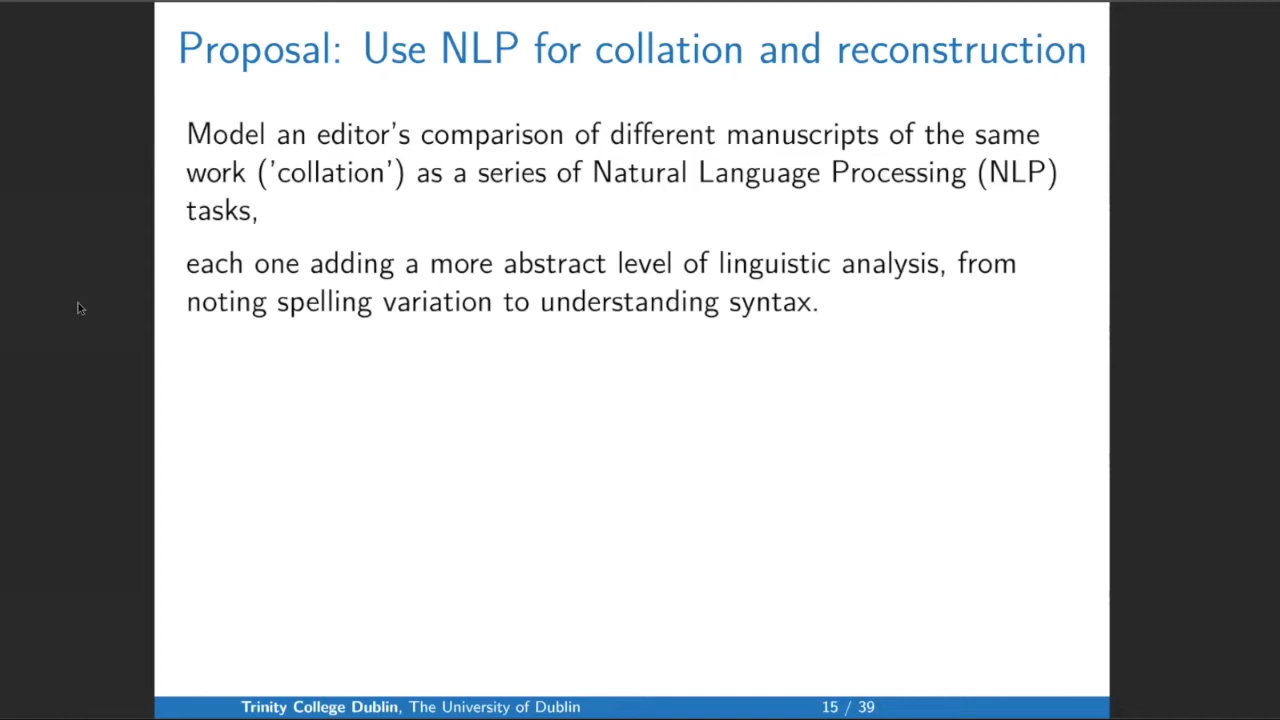 Proposal: Use NLP for collation and reconstruction
Model an editor's comparison of different manuscripts of the same
work ('collation') as a series of Natural Language Processing (NLP)
tasks,
each one adding a more abstract level of linguistic analysis, from
noting spelling variation to understanding syntax.
Trinity College Dublin, The University of Dublin 15 / 39